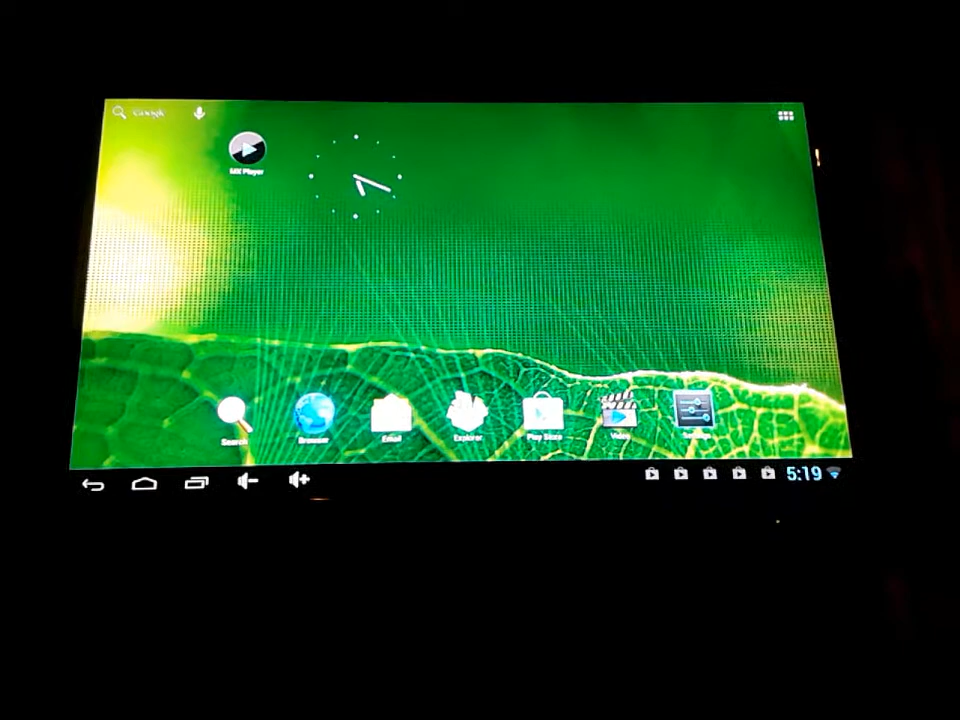 Google
MX Player
Search
Browser
Email
Explorer
Play Store
Video
Settings
5:19